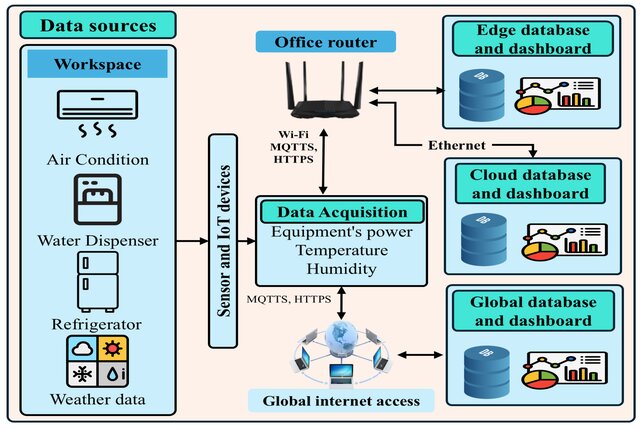 Data sources
Workspace
Air Condition
Water Dispenser
Refrigerator
i
Weather data
Sensor and IoT devices
Office router
Wi-Fi
MQTTS,
HTTPS
Data Acquisition
Equipment's power
Temperature
Humidity
MQTTS, HTTPS
Global internet access
Ethernet
Edge database
and dashboard
DB
Cloud database
and dashboard
DB
Global database
and dashboard
DB